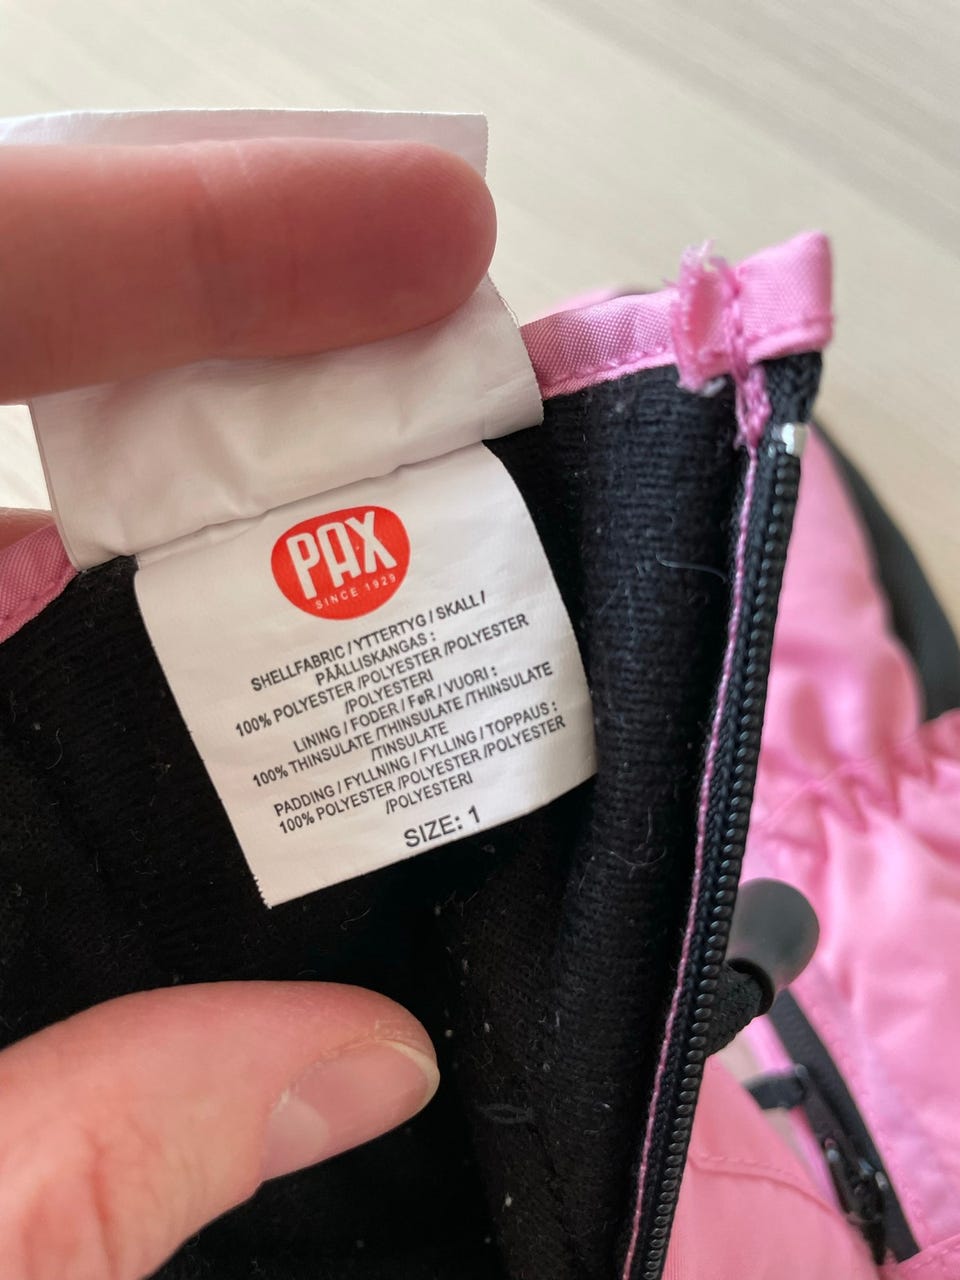 PAX
SINCE 1929
SHELLFABRIC / YTTERTYG / SKALL /
PÄÄLLISKANGAS :
100% POLYESTER /POLYESTER /POLYESTER
/POLYESTERI
LINING / FODER / FØR / VUORI :
100% THINSULATE /THINSULATE /THINSULATE
/TINSULATE
PADDING / FYLLNING / FYLLING / TOPPAUS :
100% POLYESTER /POLYESTER /POLYESTER
/POLYESTERI
SIZE: 1